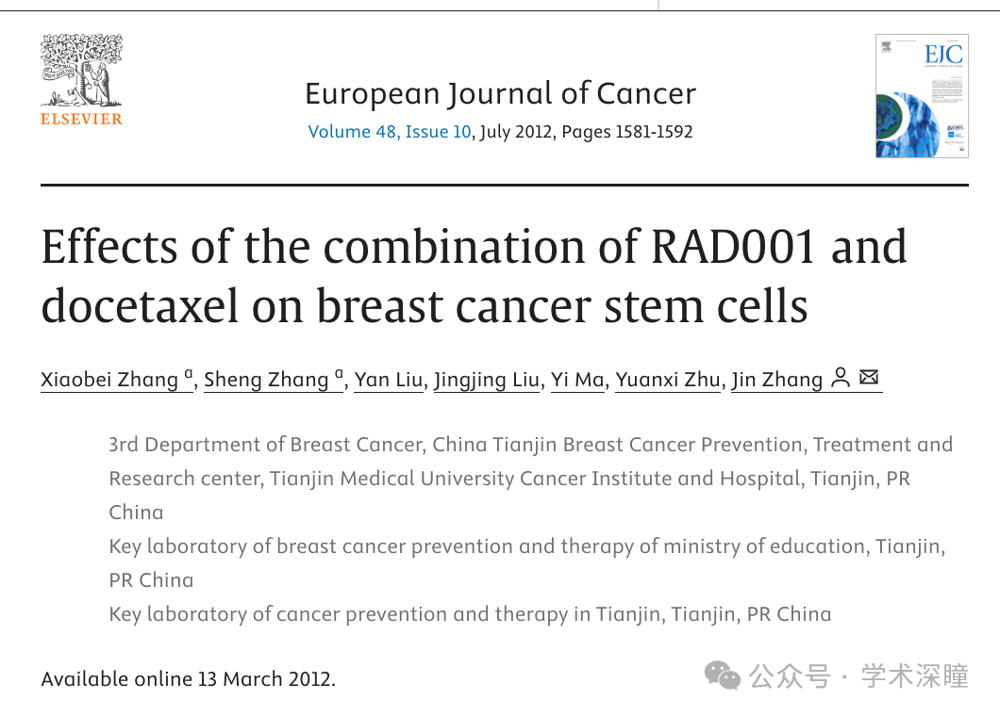 ELSEVIER
European Journal of Cancer
Volume 48, Issue 10, July 2012, Pages 1581-1592
EJC
Effects of the combination of RAD001 and
docetaxel on breast cancer stem cells
Xiaobei Zhang a, Sheng Zhang a, Yan Liu, Jingjing Liu, Yi Ma, Yuanxi Zhu, Jin Zhang
3rd Department of Breast Cancer, China Tianjin Breast Cancer Prevention, Treatment and
Research center, Tianjin Medical University Cancer Institute and Hospital, Tianjin, PR
China
Key laboratory of breast cancer prevention and therapy of ministry of education, Tianjin,
PR China
Key laboratory of cancer prevention and therapy in Tianjin, Tianjin, PR China
Available online 13 March 2012.
公众号 · 学术深瞳